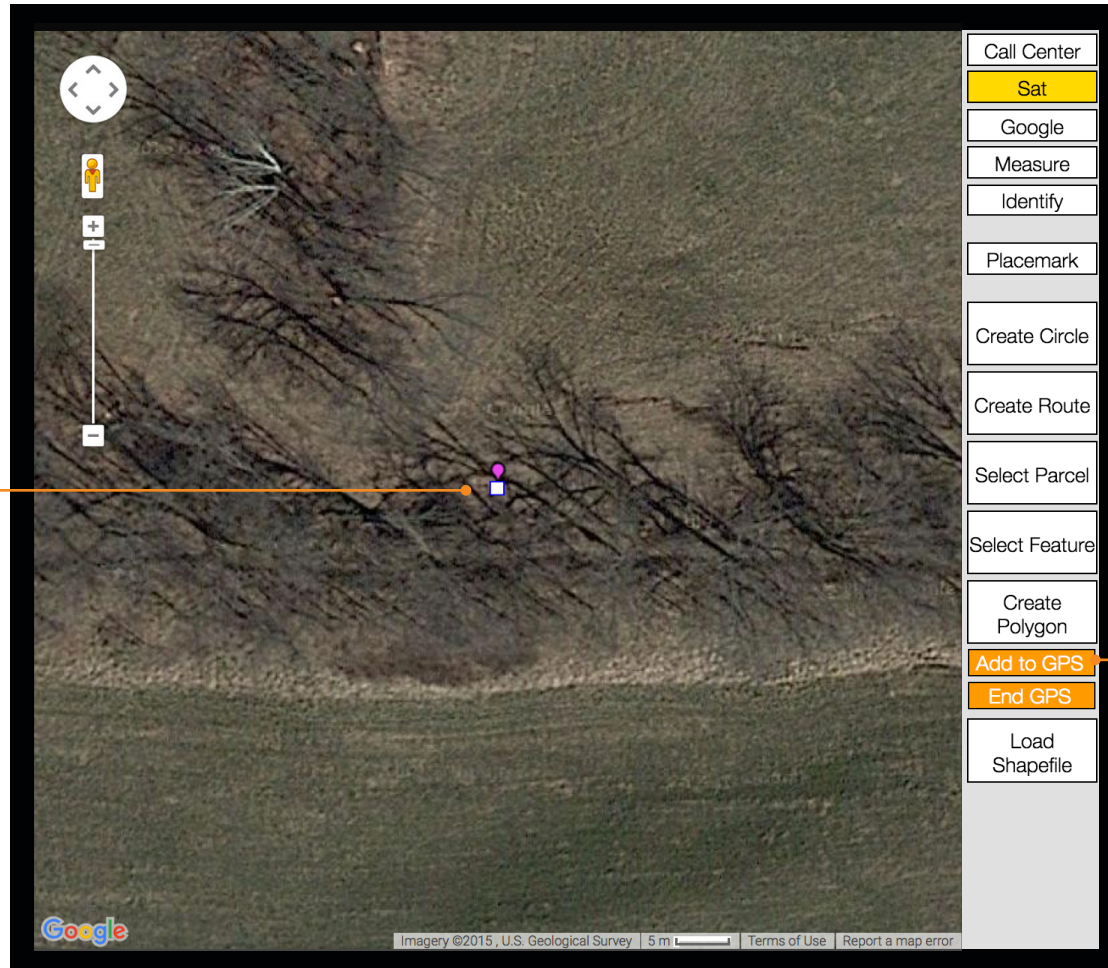 Call Center
Sat
Google
Measure
Identify
Placemark
Create Circle
Create Route
Select Parcel
Select Feature
Create
Polygon
Add to GPS
End GPS
Load
Shapefile
Google
Imagery ©2015 , U.S. Geological Survey 5 m Terms of Use Report a map error